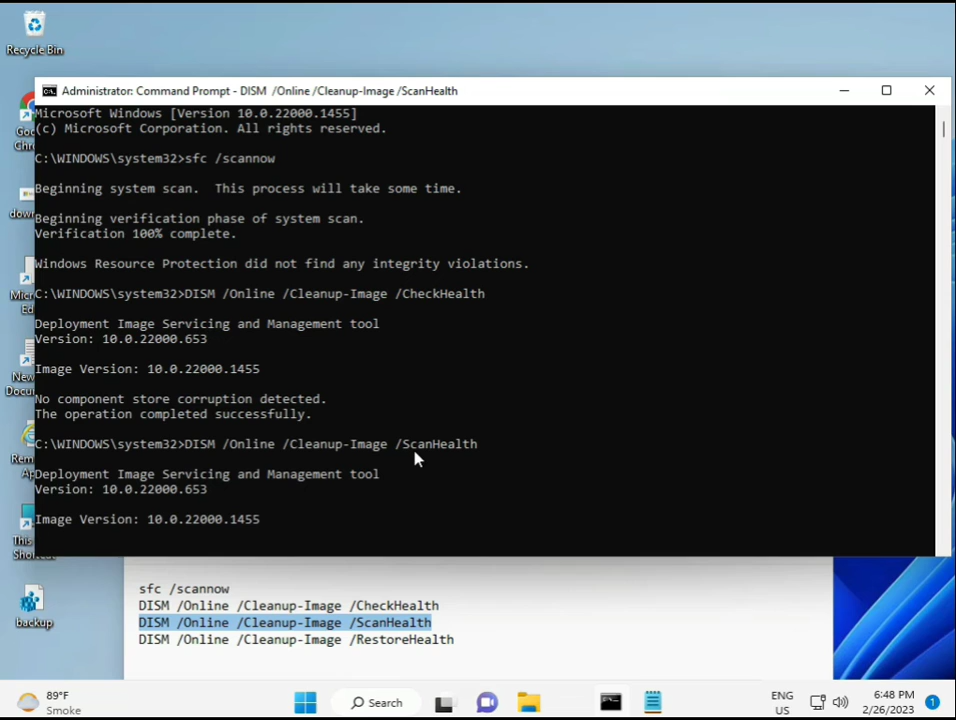 Recycle Bin
Administrator: Command Prompt - DISM /Online /Cleanup-Image /ScanHealth
Microsoft Windows [Version 10.0.22000.1455]
(c) Microsoft Corporation. All rights reserved.
C:\WINDOWS\system32>sfc /scannow
Beginning system scan.  This process will take some time.
Beginning verification phase of system scan.
Verification 100% complete.
Windows Resource Protection did not find any integrity violations.
C:\WINDOWS\system32>DISM /Online /Cleanup-Image /CheckHealth
Deployment Image Servicing and Management tool
Version: 10.0.22000.653
Image Version: 10.0.22000.1455
No component store corruption detected.
The operation completed successfully.
C:\WINDOWS\system32>DISM /Online /Cleanup-Image /ScanHealth
Deployment Image Servicing and Management tool
Version: 10.0.22000.653
Image Version: 10.0.22000.1455
backup
sfc /scannow
DISM /Online /Cleanup-Image /CheckHealth
DISM /Online /Cleanup-Image /ScanHealth
DISM /Online /Cleanup-Image /RestoreHealth
89°F
Smoke
Search
ENG
US
6:48 PM
2/26/2023
1